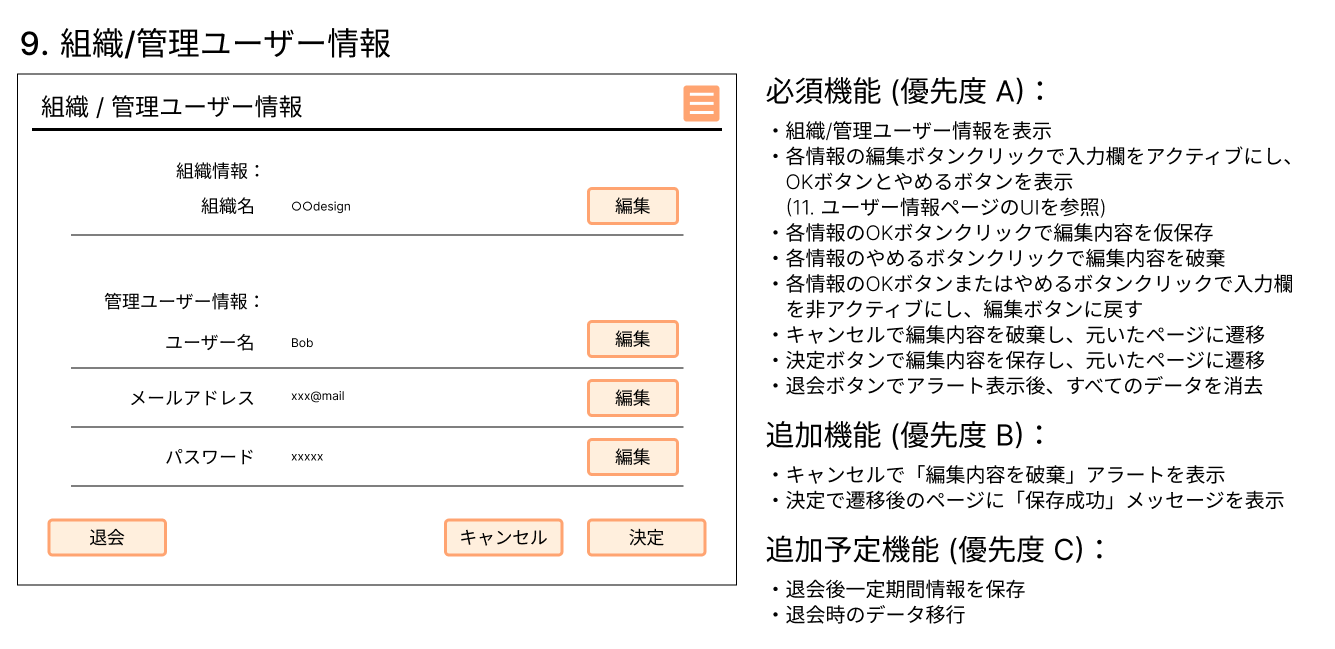 9. 組織/管理ユーザー情報
組織 / 管理ユーザー情報
組織情報：
組織名 〇〇design 編集
管理ユーザー情報：
ユーザー名 Bob 編集
メールアドレス xxx@mail 編集
パスワード xxxxx 編集
退会 キャンセル 決定
必須機能 (優先度 A)：
・組織/管理ユーザー情報を表示
・各情報の編集ボタンクリックで入力欄をアクティブにし、
OKボタンとやめるボタンを表示
(11. ユーザー情報ページのUIを参照)
・各情報のOKボタンクリックで編集内容を仮保存
・各情報のやめるボタンクリックで編集内容を破棄
・各情報のOKボタンまたはやめるボタンクリックで入力欄
を非アクティブにし、編集ボタンに戻す
・キャンセルで編集内容を破棄し、元いたページに遷移
・決定ボタンで編集内容を保存し、元いたページに遷移
・退会ボタンでアラート表示後、すべてのデータを消去
追加機能 (優先度 B)：
・キャンセルで「編集内容を破棄」アラートを表示
・決定で遷移後のページに「保存成功」メッセージを表示
追加予定機能 (優先度 C)：
・退会後一定期間情報を保存
・退会時のデータ移行